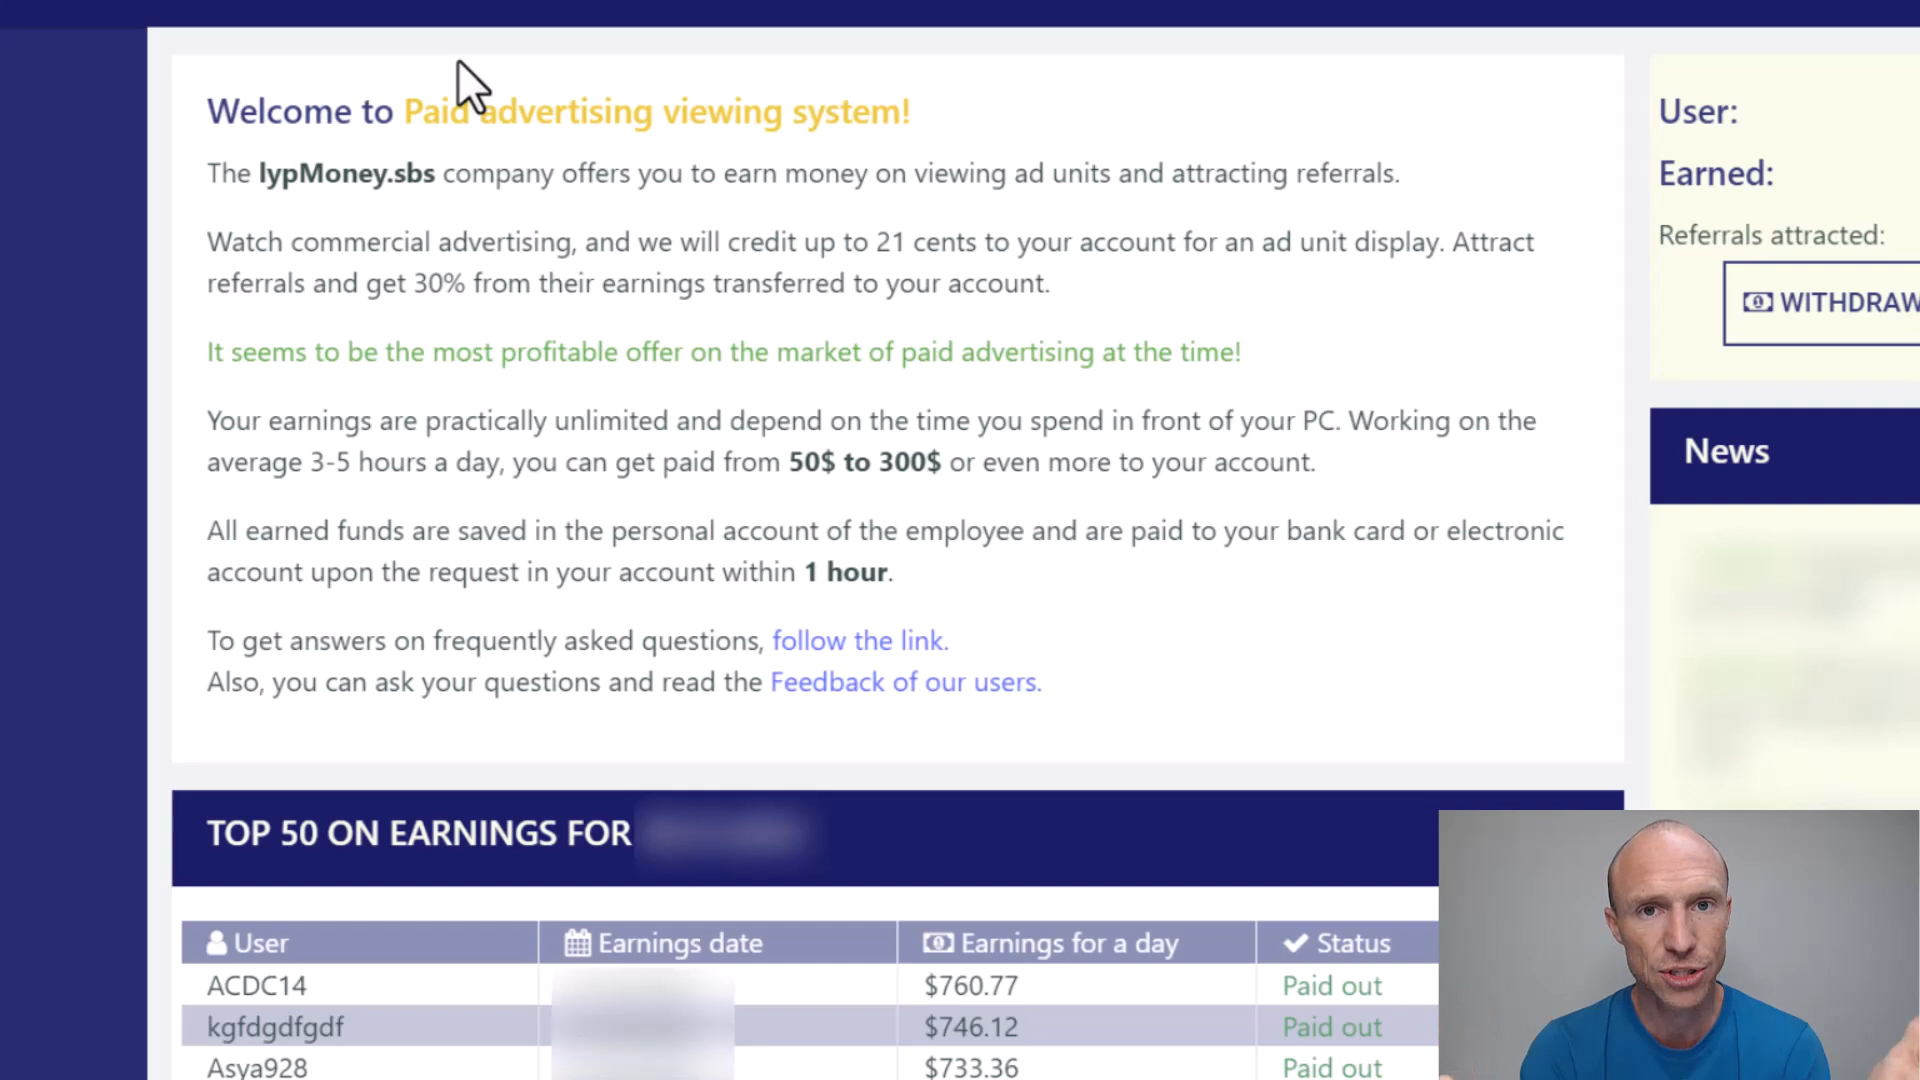 Welcome to Paid advertising viewing system!
The lypMoney.sbs company offers you to earn money on viewing ad units and attracting referrals.
Watch commercial advertising, and we will credit up to 21 cents to your account for an ad unit display. Attract
referrals and get 30% from their earnings transferred to your account.
It seems to be the most profitable offer on the market of paid advertising at the time!
Your earnings are practically unlimited and depend on the time you spend in front of your PC. Working on the
average 3-5 hours a day, you can get paid from 50$ to 300$ or even more to your account.
All earned funds are saved in the personal account of the employee and are paid to your bank card or electronic
account upon the request in your account within 1 hour.
To get answers on frequently asked questions, follow the link.
Also, you can ask your questions and read the Feedback of our users.
User:
Earned:
Referrals attracted:
WITHDRAW
News
TOP 50 ON EARNINGS FOR
User Earnings date Earnings for a day Status
ACDC14 $760.77 Paid out
kgfdgdfgdf $746.12 Paid out
Asya928 $733.36 Paid out